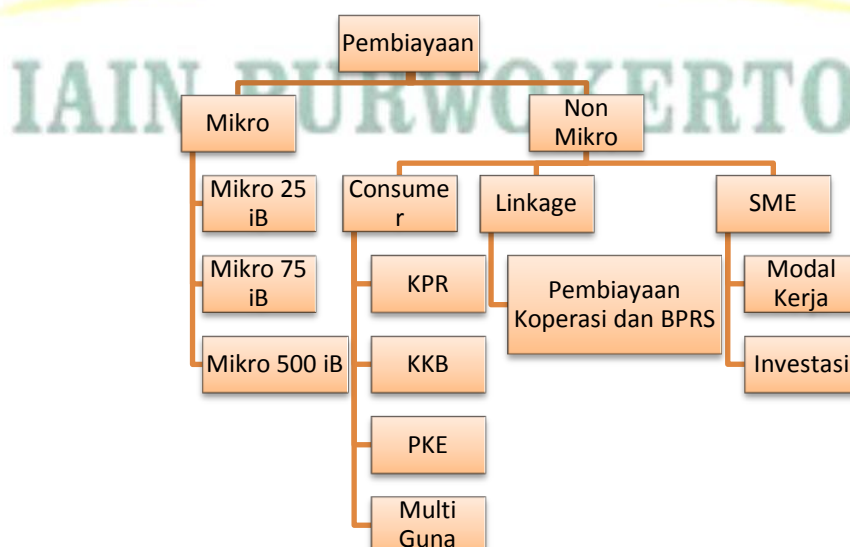 Pembiayaan
IAIN PURWOKERTO
Mikro
Non
Mikro
Mikro 25
iB
Mikro 75
iB
Mikro 500 iB
Consume
r
KPR
KKB
PKE
Multi
Guna
Linkage
Pembiayaan
Koperasi dan BPRS
SME
Modal
Kerja
Investasi